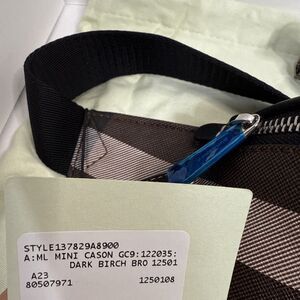 STYLE137829A8900
A:ML MINI CASON GC9:122035:
DARK BIRCH BRO 12501
A23
80507971 1250108